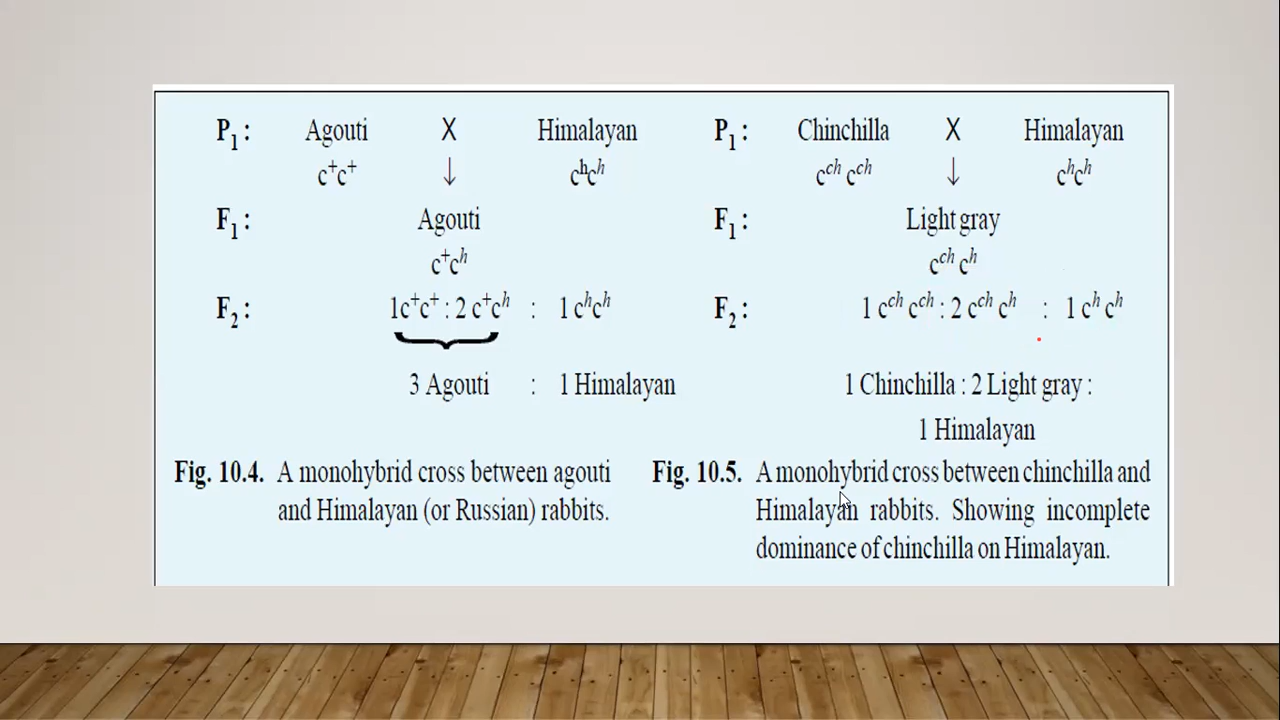 P₁ : Agouti X Himalayan
c⁺c⁺ ↓ cʰcʰ
F₁ : Agouti
c⁺cʰ
F₂ : 1c⁺c⁺ : 2 c⁺cʰ : 1 cʰcʰ
3 Agouti : 1 Himalayan
Fig. 10.4. A monohybrid cross between agouti
and Himalayan (or Russian) rabbits.
P₁ : Chinchilla X Himalayan
cᶜʰ cᶜʰ ↓ cʰcʰ
F₁ : Light gray
cᶜʰ cʰ
F₂ : 1 cᶜʰ cᶜʰ : 2 cᶜʰ cʰ : 1 cʰ cʰ
1 Chinchilla : 2 Light gray :
1 Himalayan
Fig. 10.5. A monohybrid cross between chinchilla and
Himalayan rabbits. Showing incomplete
dominance of chinchilla on Himalayan.